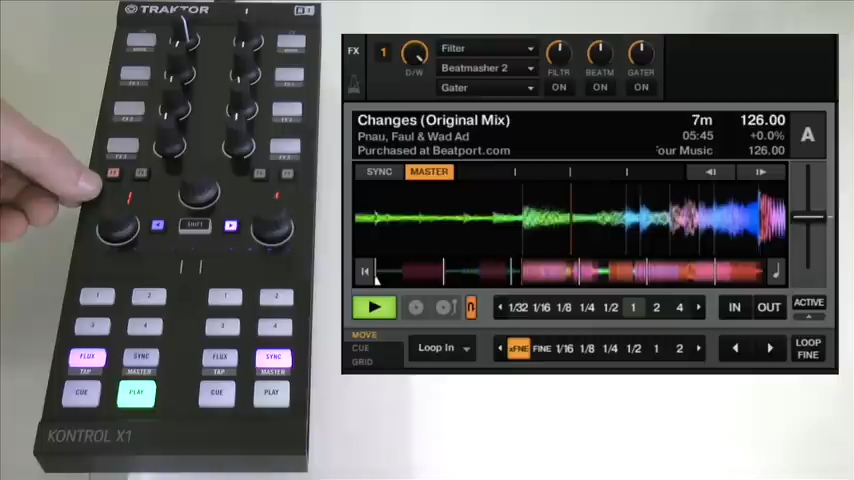 TRAKTOR
1 2 1 2
3 4 3 4
FLUX SYNC FLUX SYNC
TAP MASTER TAP MASTER
CUE PLAY CUE PLAY
SHIFT
KONTROL X1
FX 1 Filter
Beatmasher 2
Gater
D/W FILTR BEATM GATER
ON ON ON
Changes (Original Mix) 7m 126.00
Pnau, Faul & Wad Ad 05:45 +0.0%
Purchased at Beatport.com our Music 126.00
A
SYNC MASTER
1/32 1/16 1/8 1/4 1/2 1 2 4 IN OUT ACTIVE
MOVE
CUE
GRID
Loop In xFNE FINE 1/16 1/8 1/4 1/2 1 2 LOOP
FINE